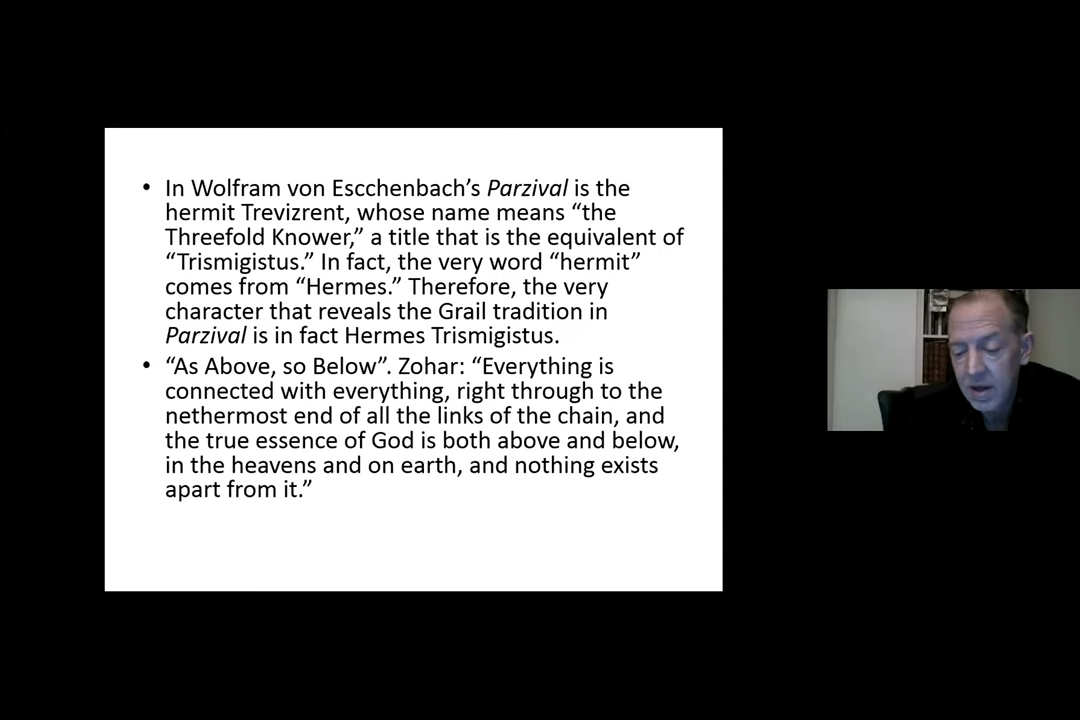 • In Wolfram von Escchenbach’s Parzival is the
hermit Trevizrent, whose name means “the
Threefold Knower,” a title that is the equivalent of
“Trismigistus.” In fact, the very word “hermit”
comes from “Hermes.” Therefore, the very
character that reveals the Grail tradition in
Parzival is in fact Hermes Trismigistus.
• “As Above, so Below”. Zohar: “Everything is
connected with everything, right through to the
nethermost end of all the links of the chain, and
the true essence of God is both above and below,
in the heavens and on earth, and nothing exists
apart from it.”